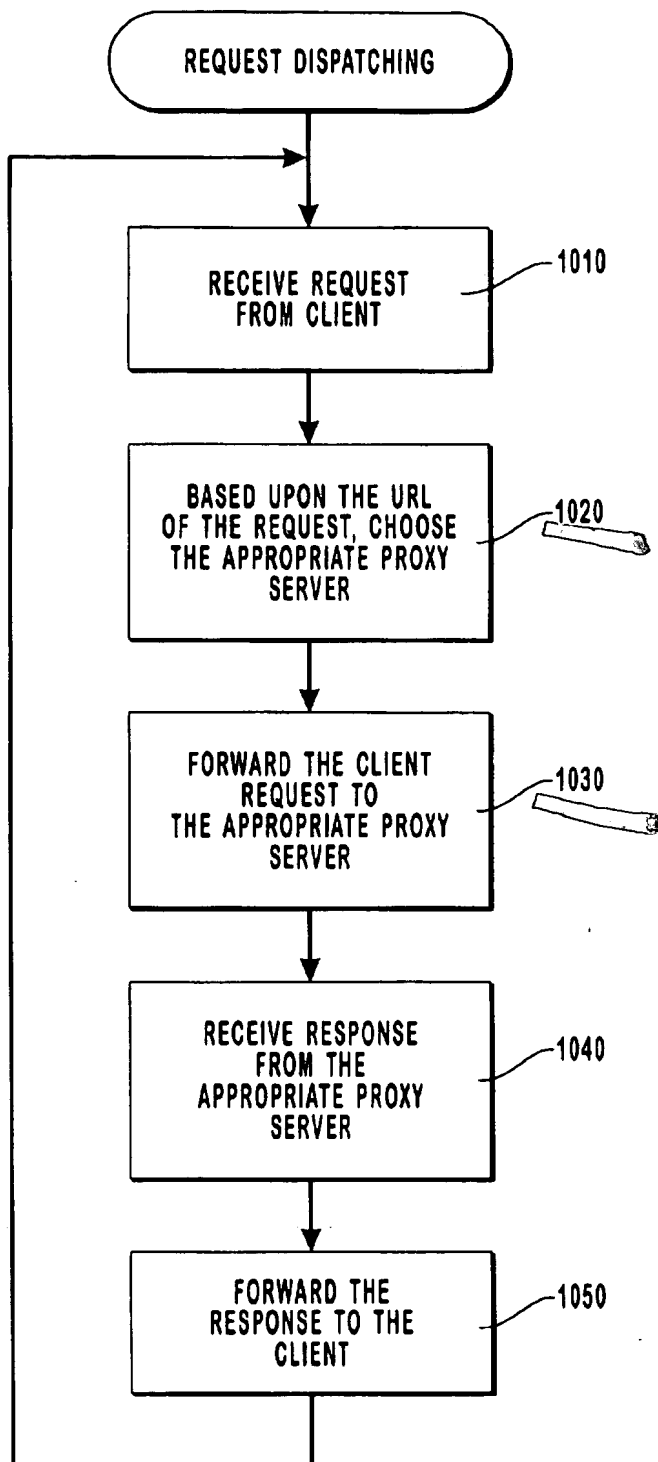 REQUEST DISPATCHING
RECEIVE REQUEST
FROM CLIENT
1010
BASED UPON THE URL
OF THE REQUEST, CHOOSE
THE APPROPRIATE PROXY
SERVER
1020
FORWARD THE CLIENT
REQUEST TO
THE APPROPRIATE PROXY
SERVER
1030
RECEIVE RESPONSE
FROM THE
APPROPRIATE PROXY
SERVER
1040
FORWARD THE
RESPONSE TO THE
CLIENT
1050